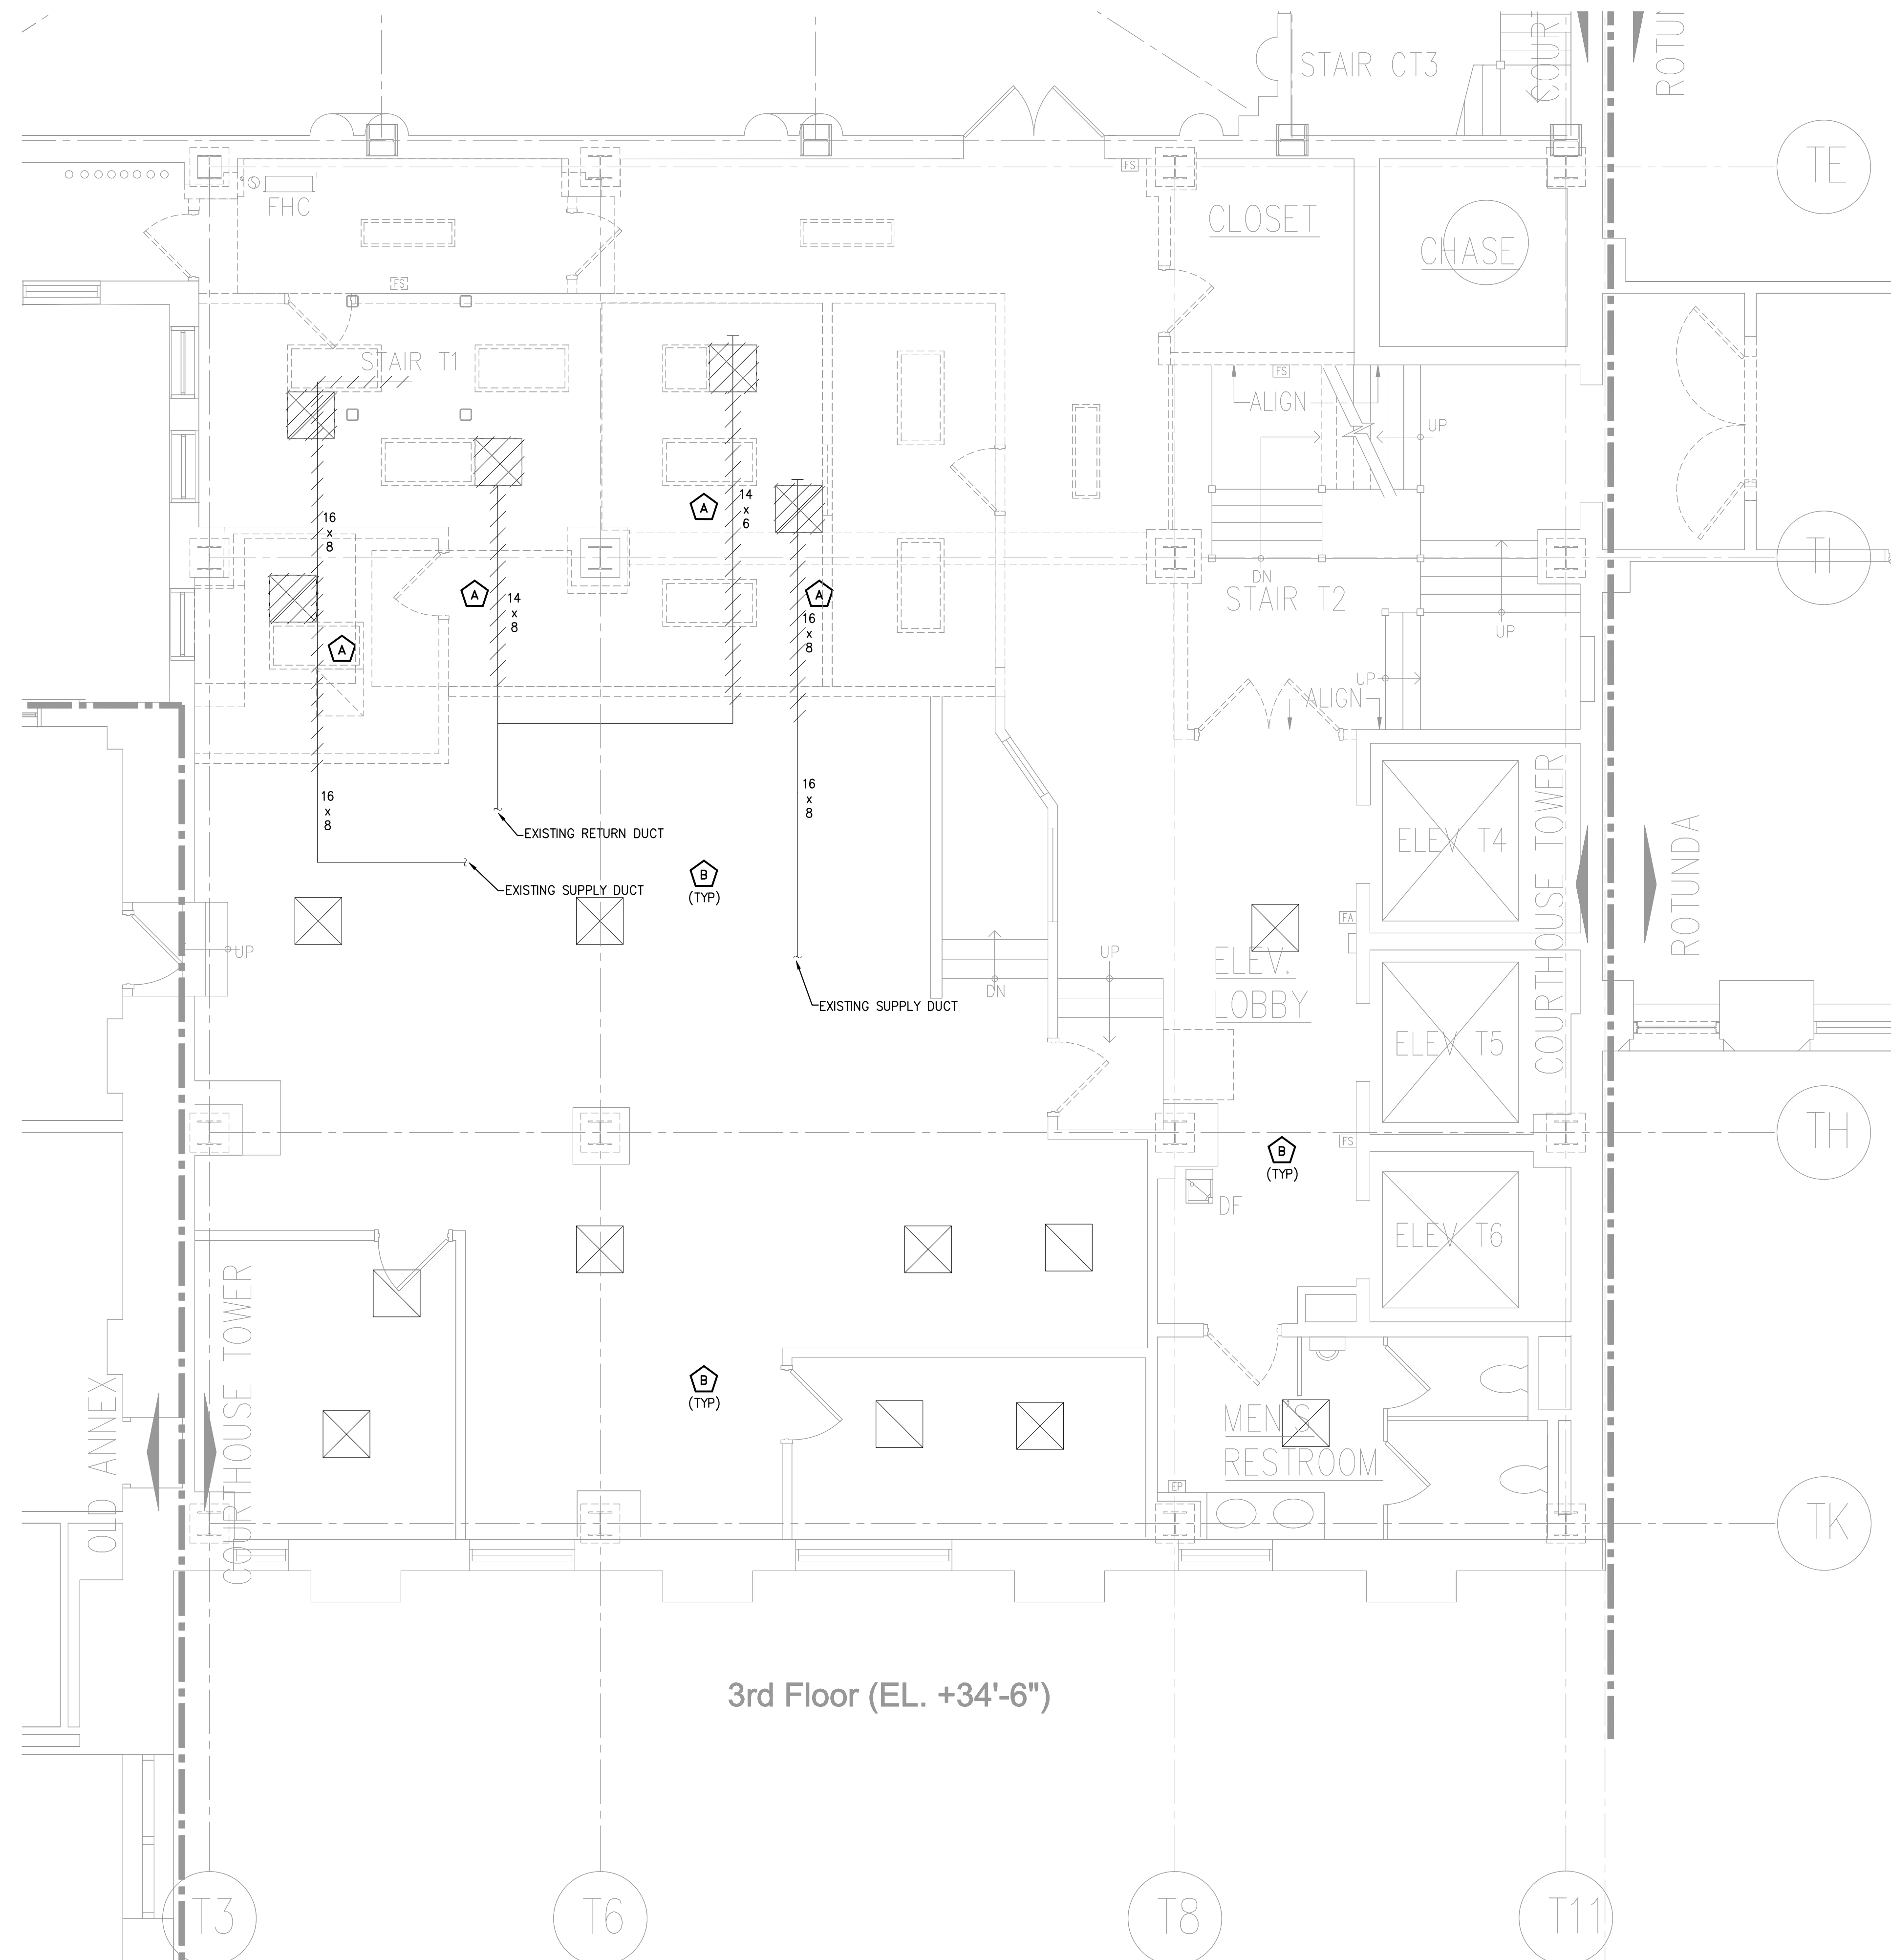 STAIR CT3
TE
FS
FHC
CLOSET
CHASE
FS
STAIR T1
FS
ALIGN
UP
A
14
x
6
16
x
8
TI
DN
STAIR T2
A
14
x
8
A
16
x
8
UP
A
UP
ALIGN
16
x
8
16
x
8
EXISTING RETURN DUCT
ELEV T4
COURTHOUSE TOWER
ROTUNDA
B
(TYP)
EXISTING SUPPLY DUCT
FA
UP
UP
ELEV.
LOBBY
DN
EXISTING SUPPLY DUCT
ELEV T5
TH
FS
B
(TYP)
DF
ELEV T6
OLD ANNEX
COURTHOUSE TOWER
B
(TYP)
MEN'S
RESTROOM
EP
TK
3rd Floor (EL. +34'-6")
T3
T6
T8
T11